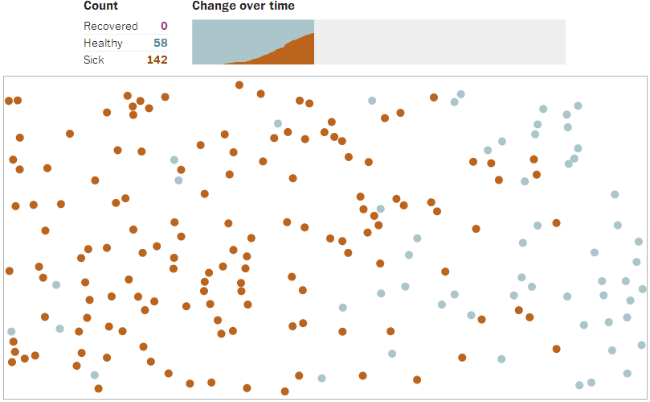 Count
Change over time
Recovered 0
Healthy 58
Sick 142